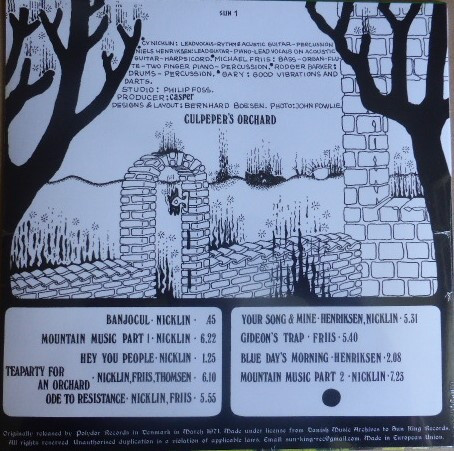 SUN 1
CY NICKLIN: LEADVOCAL-RYTHM & ACUSTIC GUITAR - PERCUSSION
NIELS HENRIKSEN: LEADGUITAR-PIANO-LEAD VOCALS ON ACOUSTIC
GUITAR-HARPSICORD. MICHAEL FRIIS: BASS-ORGAN-FLU-
TE-TWO FINGER PIANO-PERCUSSION. RODGER BARKER:
DRUMS-PERCUSSION. GARY: GOOD VIBRATIONS AND
DARTS.
STUDIO: PHILIP FOSS.
PRODUCER: CASPER
DESIGNS & LAYOUT: BERNHARD BOESEN. PHOTO: JOHN FOWLIE.
CULPEPER'S ORCHARD
BANJOCUL · NICKLIN · .45
MOUNTAIN MUSIC PART 1 · NICKLIN · 6.22
HEY YOU PEOPLE · NICKLIN · 1.25
TEAPARTY FOR
AN ORCHARD · NICKLIN, FRIIS, THOMSEN · 6.10
ODE TO RESISTANCE · NICKLIN, FRIIS · 5.55
YOUR SONG & MINE · HENRIKSEN, NICKLIN · 5.31
GIDEON'S TRAP · FRIIS · 5.40
BLUE DAY'S MORNING · HENRIKSEN · 2.08
MOUNTAIN MUSIC PART 2 · NICKLIN · 7.23
Originally released by Polydor Records in Denmark in March 1971. Made under license from Danish Music Archives to Sun King Records.
All rights reserved. Unauthorised duplication is a violation of applicable laws. Email sun-king-rec@gmail.com. Made in European Union.